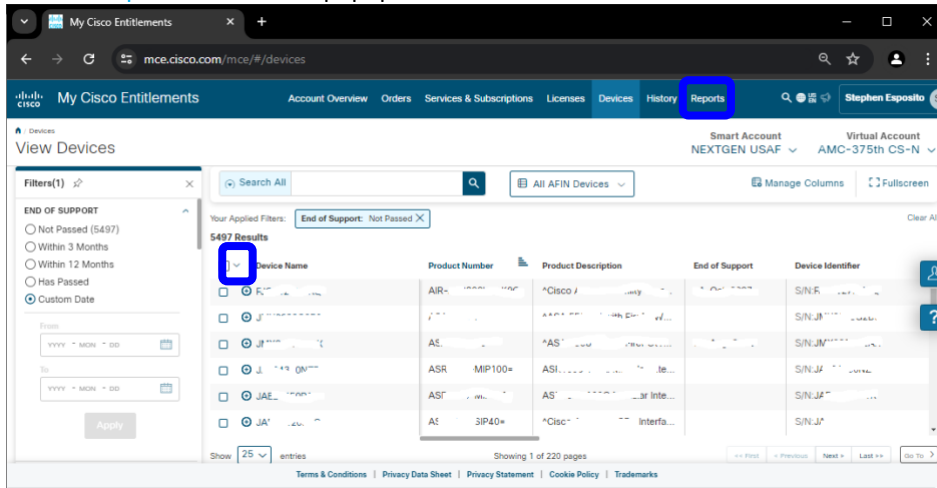 My Cisco Entitlements
mce.cisco.com/mce/#/devices
CISCO My Cisco Entitlements Account Overview Orders Services & Subscriptions Licenses Devices History Reports Stephen Esposito
/ Devices
View Devices
Smart Account Virtual Account
NEXTGEN USAF AMC-375th CS-N
Filters(1) Search All All AFIN Devices Manage Columns Fullscreen
END OF SUPPORT
Not Passed (5497)
Within 3 Months
Within 12 Months
Has Passed
Custom Date
From
YYYY - MON - DD
To
YYYY - MON - DD
Apply
Your Applied Filters: End of Support: Not Passed Clear Al
5497 Results
Device Name Product Number Product Description End of Support Device Identifier
AIR- ^Cisco S/N:
S/N:
S/N:
ASR MIP100= S/N:
S/N:
SIP40= Interfa... S/N:
Show 25 entries Showing 1 of 220 pages << First < Previous Next > Last >> Go To
Terms & Conditions | Privacy Data Sheet | Privacy Statement | Cookie Policy | Trademarks